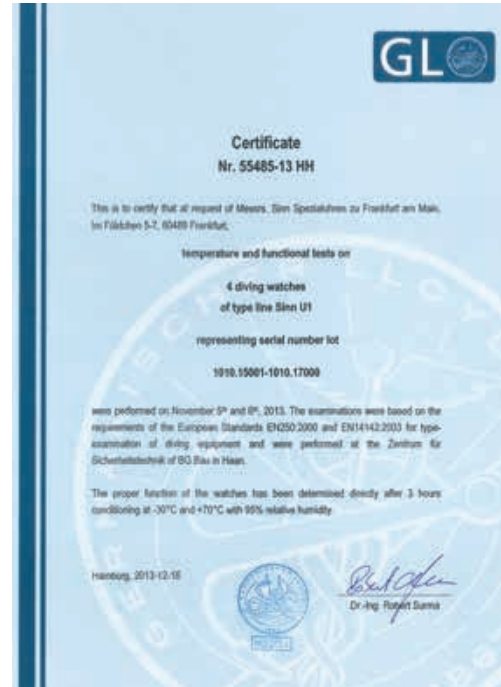 GL
Certificate
Nr. 55485-13 HH
This is to certify that at request of Messrs. Sinn Spezialuhren zu Frankfurt am Main,
Im Füldchen 5-7, 60489 Frankfurt,
temperature and functional tests on
4 diving watches
of type line Sinn U1
representing serial number lot
1010.15001-1010.17000
were performed on November 5th and 6th, 2013. The examinations were based on the
requirements of the European Standards EN250:2000 and EN14143:2003 for type-
examination of diving equipment and were performed at the Zentrum für
Sicherheitstechnik of BG Bau in Haan.
The proper function of the watches has been determined directly after 3 hours
conditioning at -30°C and +70°C with 95% relative humidity.
Hamburg, 2013-12-16
Dr.-Ing. Robert Surma